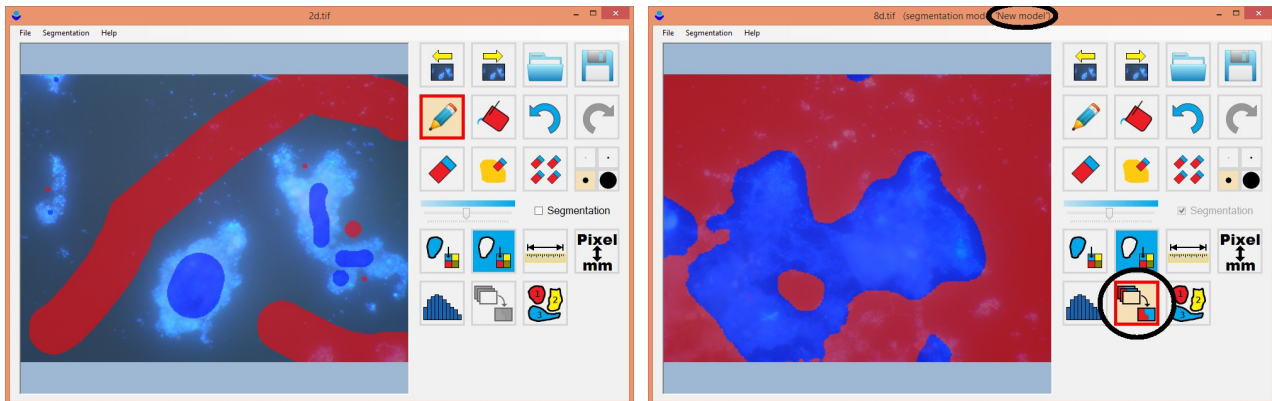 2d.tif
File Segmentation Help
Segmentation
Pixel
mm
1
2
3
8d.tif (segmentation mod 'New model')
File Segmentation Help
Segmentation
Pixel
mm
1
2
3